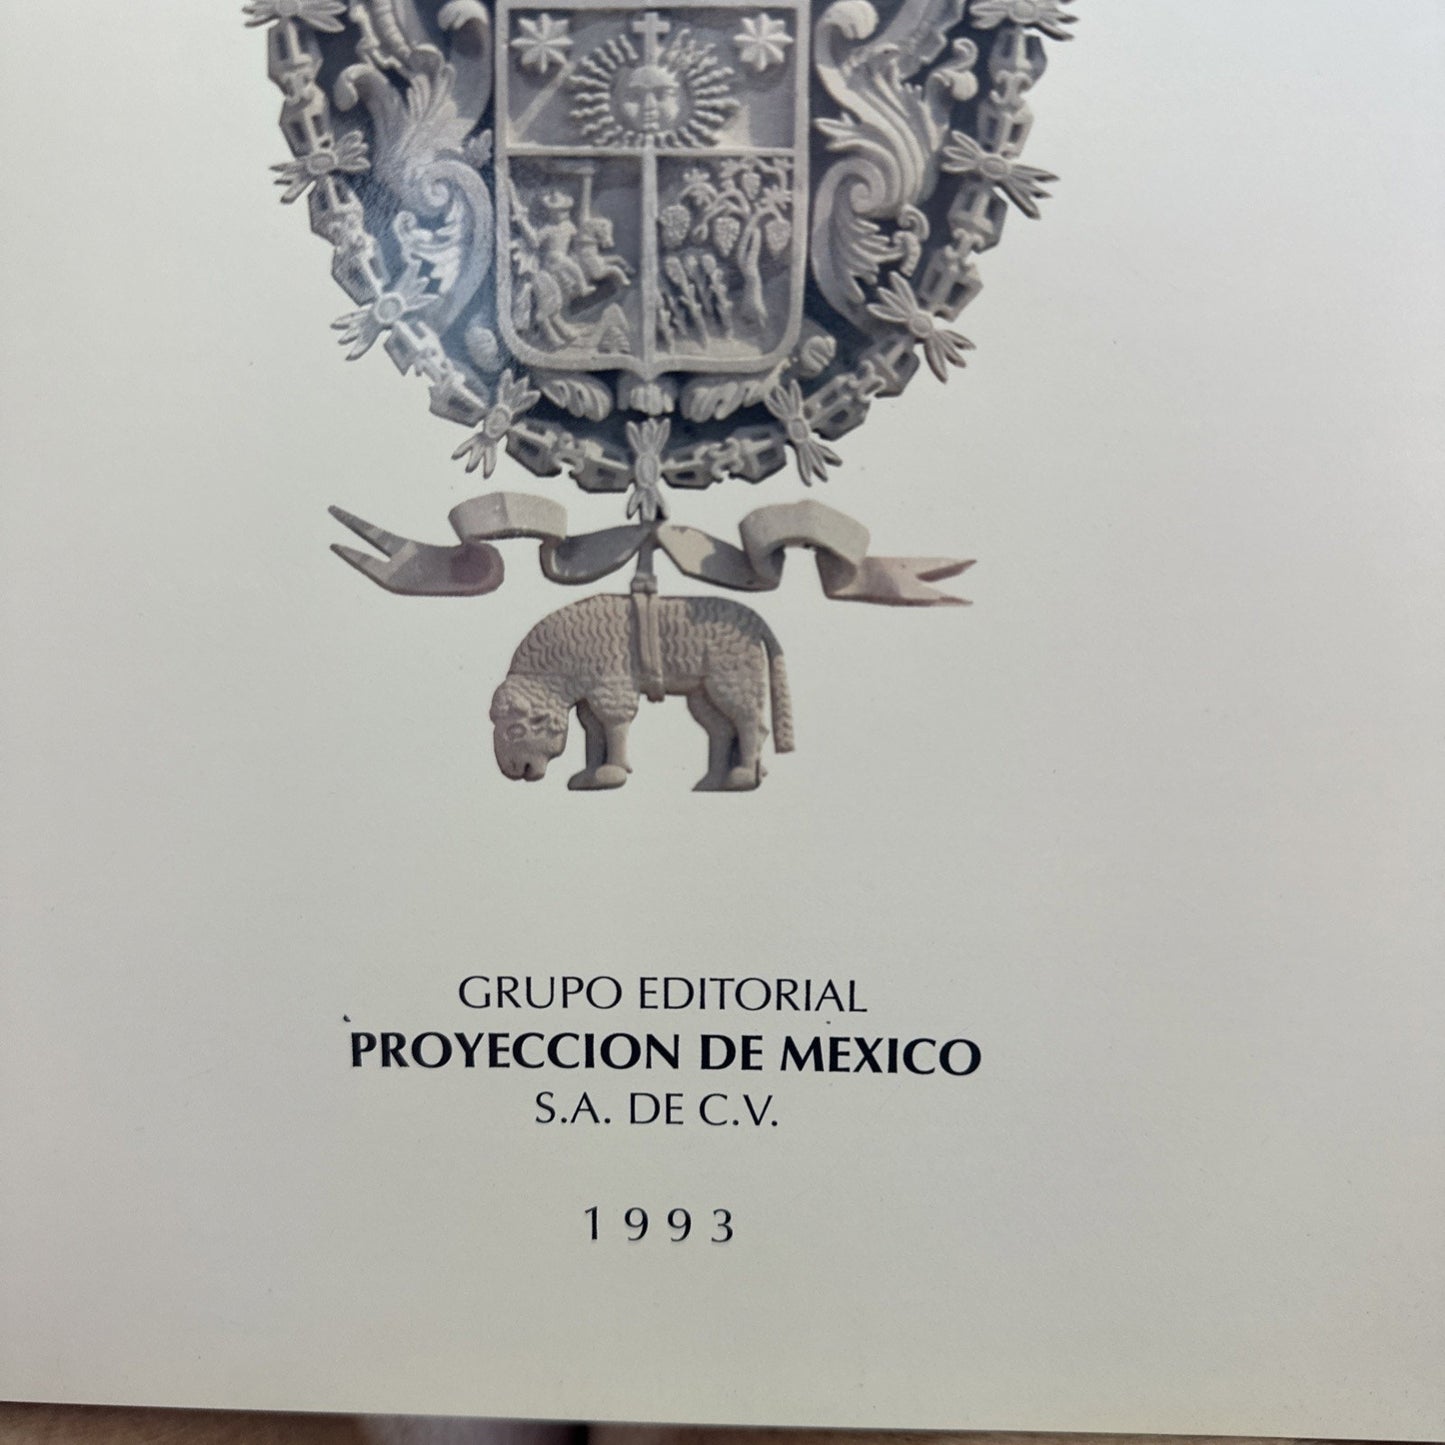 GRUPO EDITORIAL
PROYECCION DE MEXICO
S.A. DE C.V.
1993